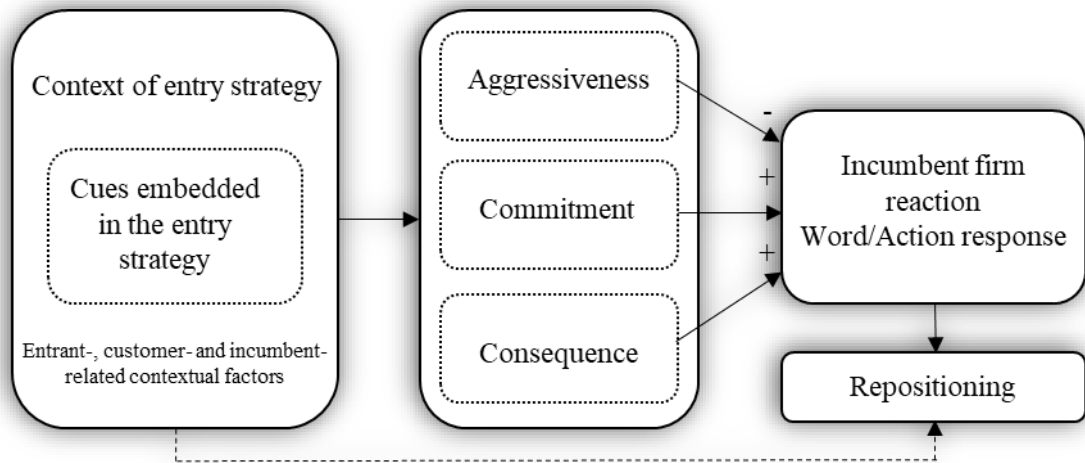 Context of entry strategy
Cues embedded
in the entry
strategy
Entrant-, customer- and incumbent-
related contextual factors
Aggressiveness
Commitment
Consequence
-
+
+
Incumbent firm
reaction
Word/Action response
Repositioning